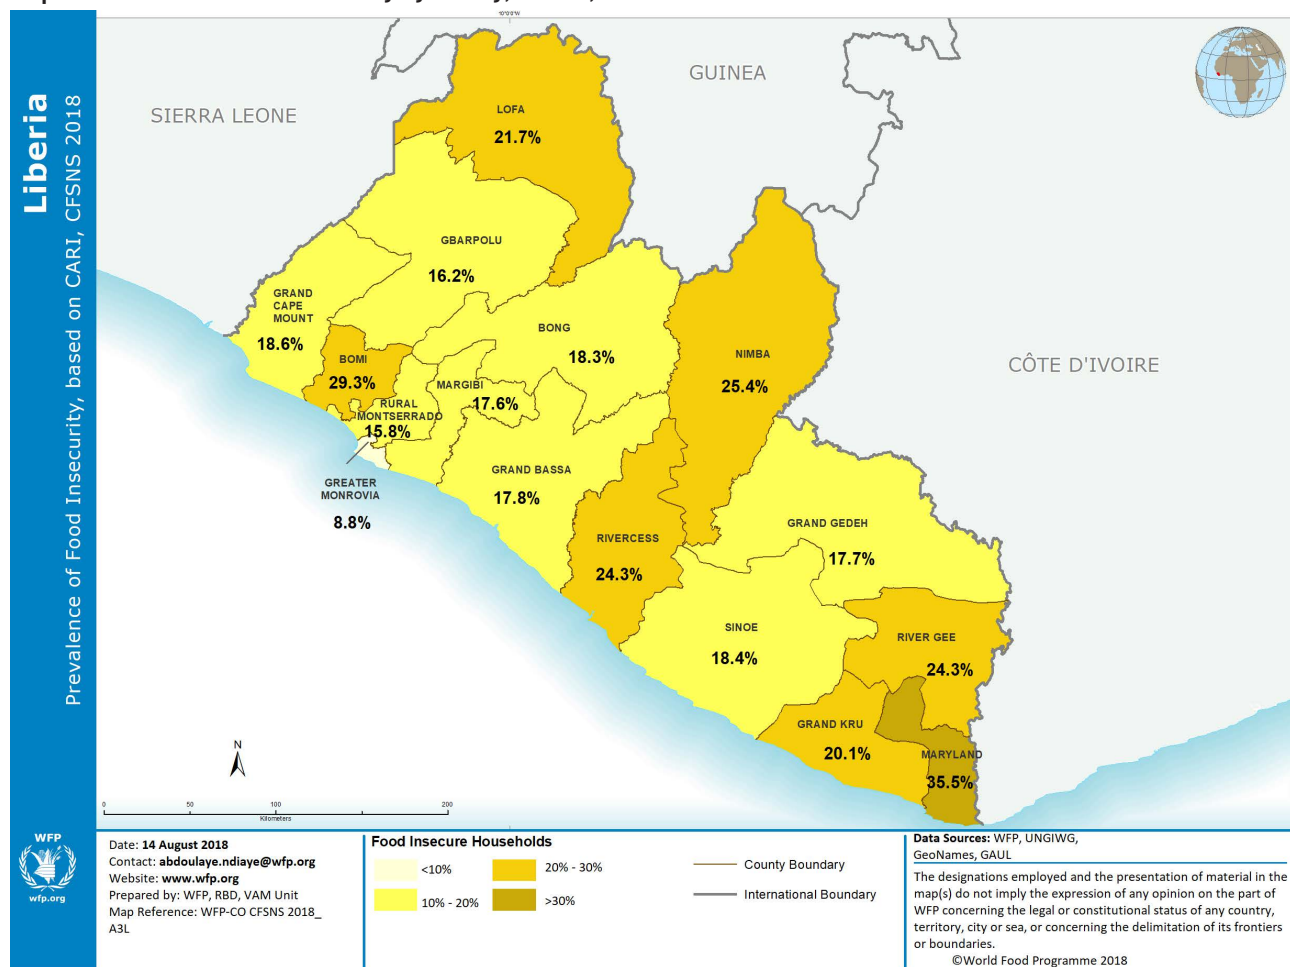 10°0'0"W
Liberia
Prevalence of Food Insecurity, based on CARI, CFSNS 2018
SIERRA LEONE
GUINEA
CÔTE D'IVOIRE
LOFA
21.7%
GBARPOLU
16.2%
GRAND
CAPE
MOUNT
18.6%
BONG
18.3%
BOMI
29.3%
NIMBA
25.4%
MARGIBI
17.6%
RURAL
MONTSERRADO
15.8%
GREATER
MONROVIA
8.8%
GRAND BASSA
17.8%
RIVERCESS
24.3%
GRAND GEDEH
17.7%
SINOE
18.4%
RIVER GEE
24.3%
GRAND KRU
20.1%
MARYLAND
35.5%
N
0 50 100 200
Kilometers
WFP
wfp.org
Date: 14 August 2018
Contact: abdoulaye.ndiaye@wfp.org
Website: www.wfp.org
Prepared by: WFP, RBD, VAM Unit
Map Reference: WFP-CO CFSNS 2018_
A3L
Food Insecure Households
<10%
10% - 20%
20% - 30%
>30%
County Boundary
International Boundary
Data Sources: WFP, UNGIWG,
GeoNames, GAUL
The designations employed and the presentation of material in the
map(s) do not imply the expression of any opinion on the part of
WFP concerning the legal or constitutional status of any country,
territory, city or sea, or concerning the delimitation of its frontiers
or boundaries.
©World Food Programme 2018